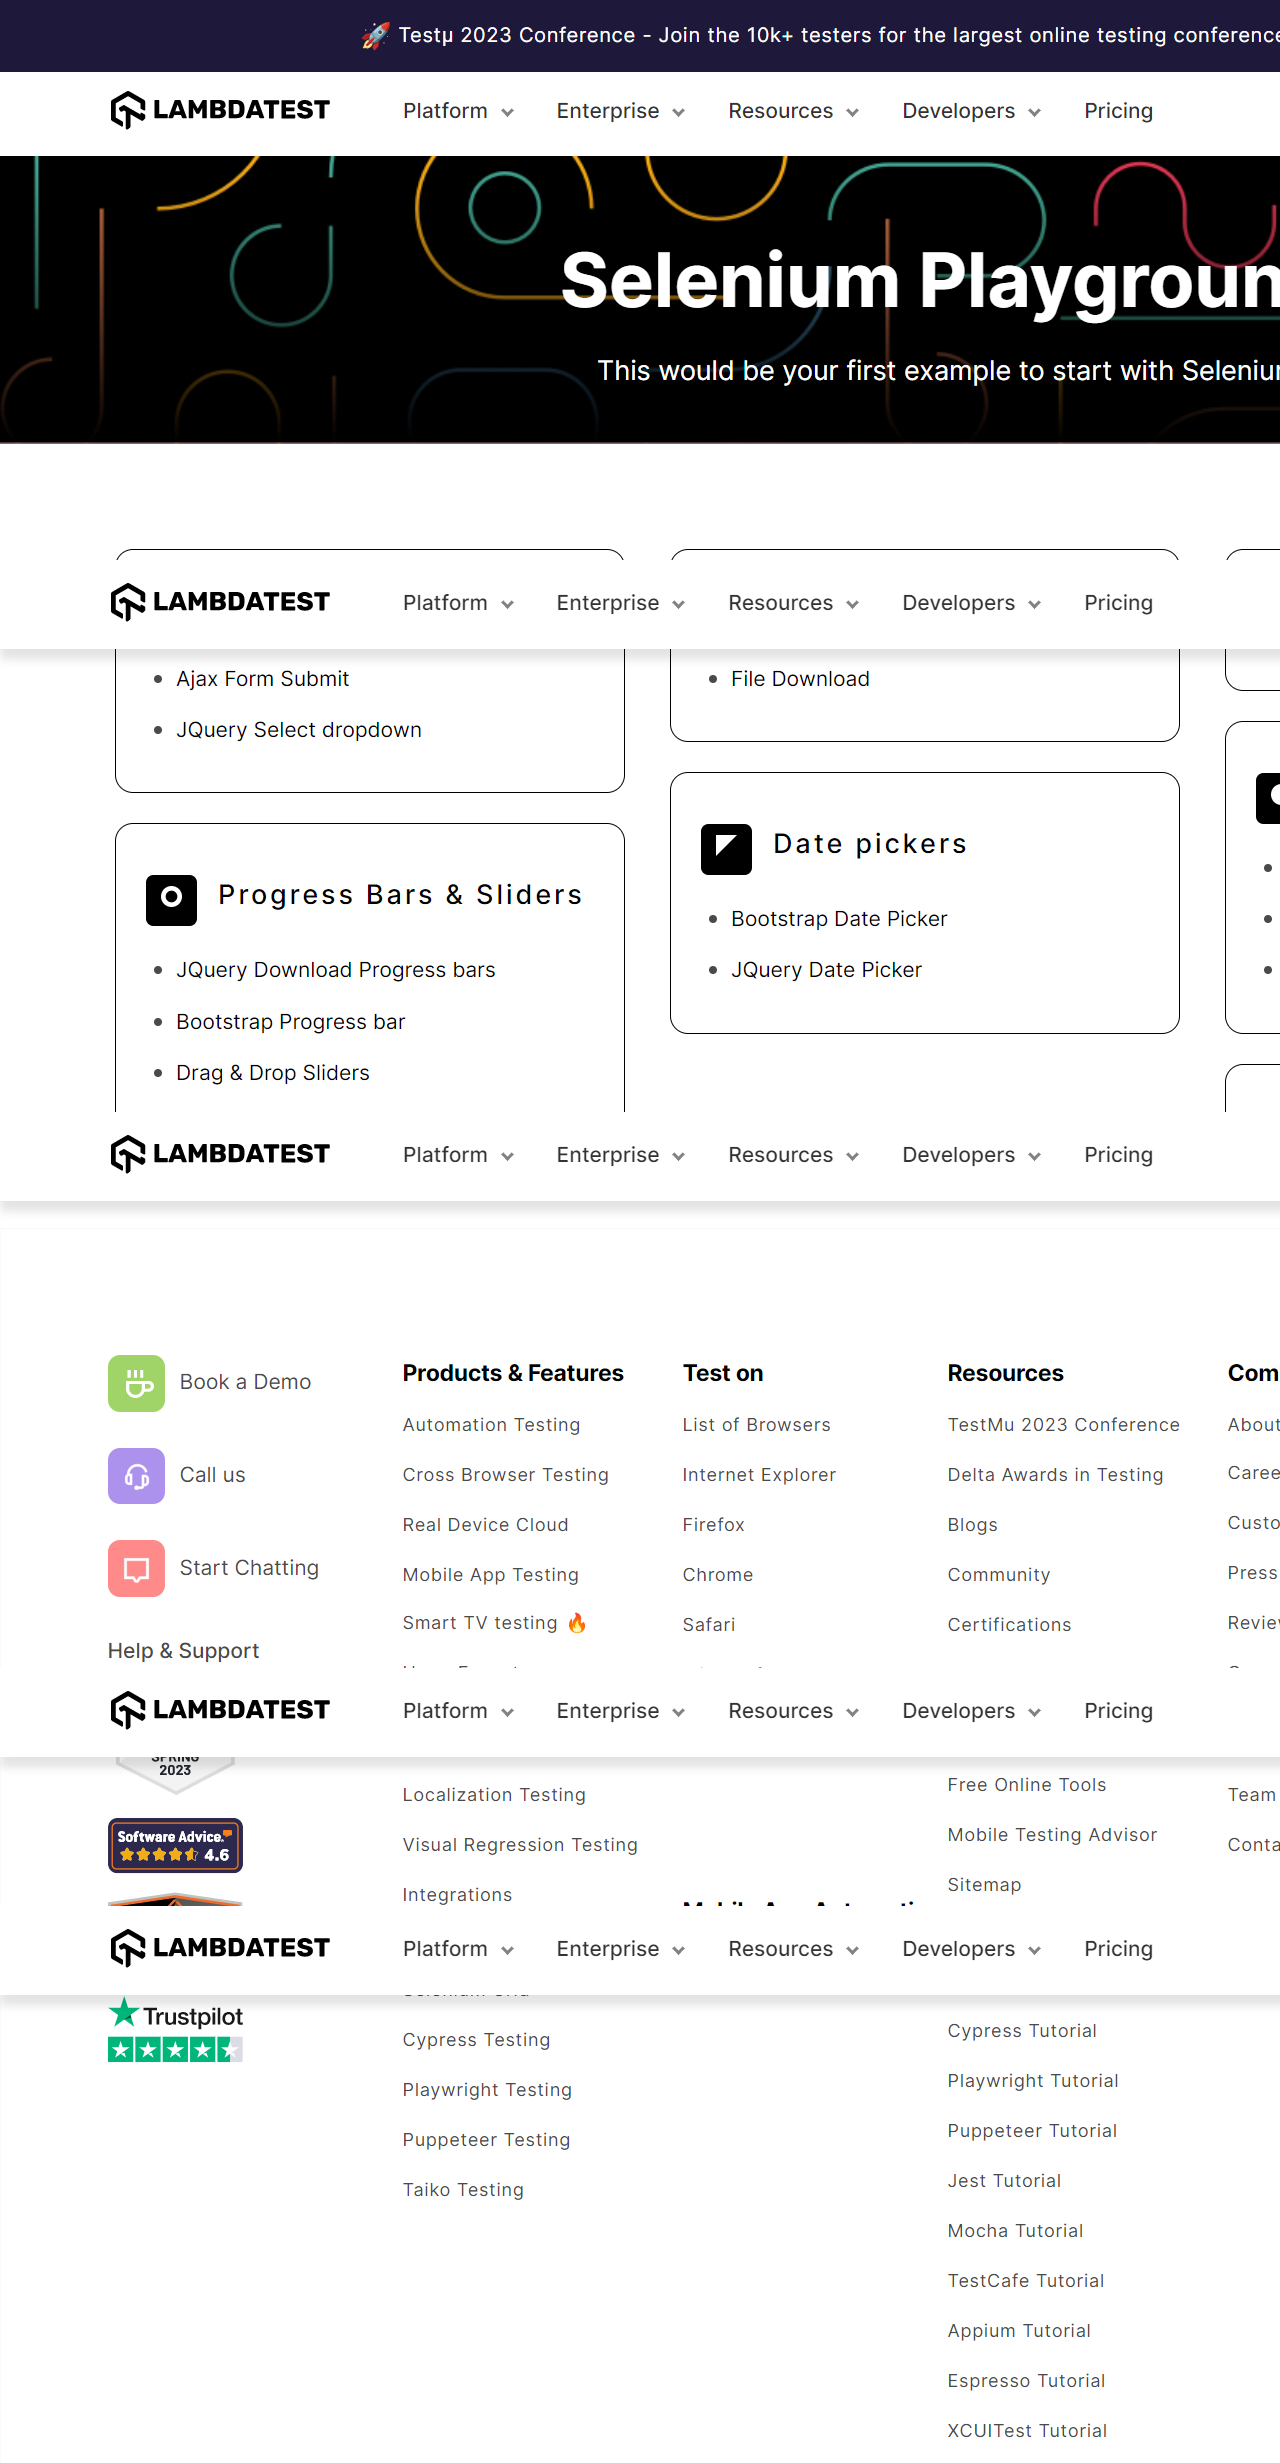 🚀 Testμ 2023 Conference - Join the 10k+ testers for the largest online testing conference
LAMBDATEST Platform Enterprise Resources Developers Pricing
Selenium Playgroun
This would be your first example to start with Seleniu
LAMBDATEST Platform Enterprise Resources Developers Pricing
Ajax Form Submit
JQuery Select dropdown
File Download
Progress Bars & Sliders
JQuery Download Progress bars
Bootstrap Progress bar
Drag & Drop Sliders
Date pickers
Bootstrap Date Picker
JQuery Date Picker
LAMBDATEST Platform Enterprise Resources Developers Pricing
Book a Demo
Call us
Start Chatting
Help & Support
Products & Features
Automation Testing
Cross Browser Testing
Real Device Cloud
Mobile App Testing
Smart TV testing 🔥
Test on
List of Browsers
Internet Explorer
Firefox
Chrome
Safari
Resources
TestMu 2023 Conference
Delta Awards in Testing
Blogs
Community
Certifications
Com
About
Caree
Custo
Press
Review
LAMBDATEST Platform Enterprise Resources Developers Pricing
SPRING
2023
Software Advice.
4.6
Localization Testing
Visual Regression Testing
Integrations
Mobile App Automati
Free Online Tools
Mobile Testing Advisor
Sitemap
Team
Conta
LAMBDATEST Platform Enterprise Resources Developers Pricing
Trustpilot
Selenium Grid
Cypress Testing
Playwright Testing
Puppeteer Testing
Taiko Testing
Cypress Tutorial
Playwright Tutorial
Puppeteer Tutorial
Jest Tutorial
Mocha Tutorial
TestCafe Tutorial
Appium Tutorial
Espresso Tutorial
XCUITest Tutorial